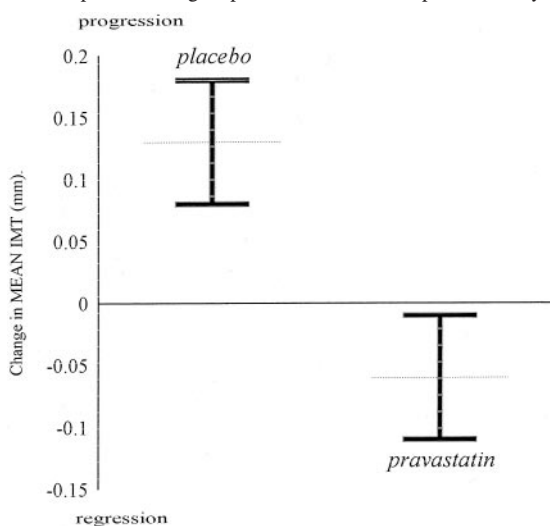 progression
0.2
placebo
0.15
0.1
0.05
0
-0.05
-0.1
pravastatin
-0.15
regression
Change in MEAN IMT (mm).